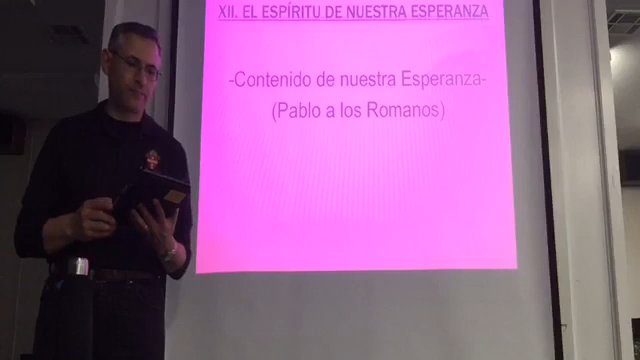 XII. EL ESPÍRITU DE NUESTRA ESPERANZA
-Contenido de nuestra Esperanza-
(Pablo a los Romanos)